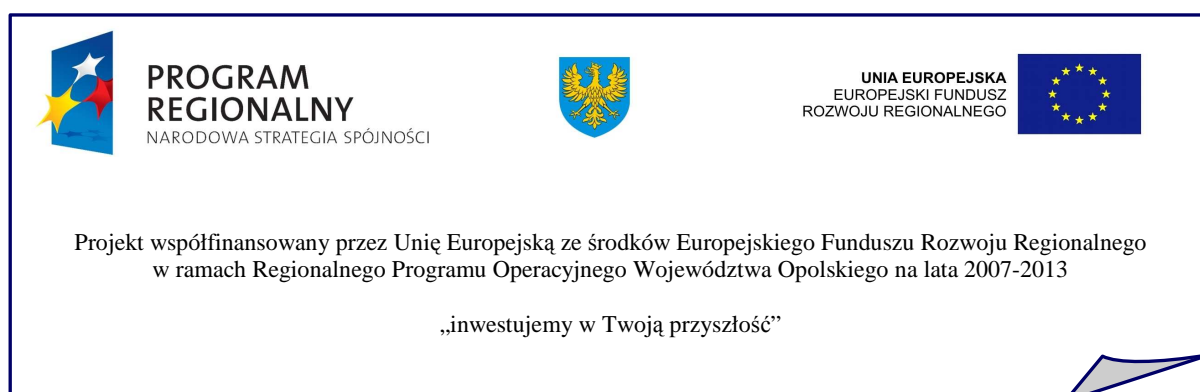 PROGRAM
REGIONALNY
NARODOWA STRATEGIA SPÓJNOŚCI
UNIA EUROPEJSKA
EUROPEJSKI FUNDUSZ
ROZWOJU REGIONALNEGO
Projekt współfinansowany przez Unię Europejską ze środków Europejskiego Funduszu Rozwoju Regionalnego
w ramach Regionalnego Programu Operacyjnego Województwa Opolskiego na lata 2007-2013
„inwestujemy w Twoją przyszłość”